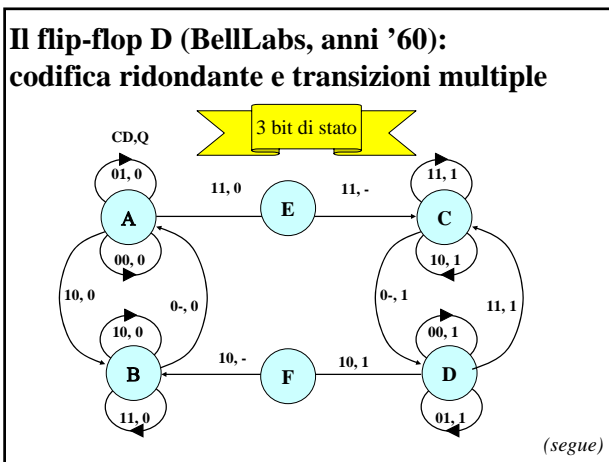 Il flip-flop D (BellLabs, anni ’60):
codifica ridondante e transizioni multiple
3 bit di stato
CD,Q
01, 0
11, 0
11, -
11, 1
A
E
C
00, 0
10, 1
10, 0
0-, 0
0-, 1
11, 1
10, 0
00, 1
10, -
10, 1
B
F
D
11, 0
01, 1
(segue)